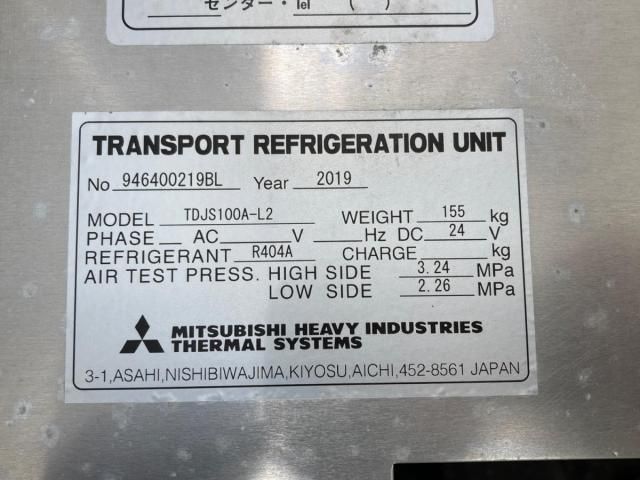 センター・Tel ( )
TRANSPORT REFRIGERATION UNIT
No 946400219BL Year 2019
MODEL TDJS100A-L2 WEIGHT 155 kg
PHASE AC V Hz DC 24 V
REFRIGERANT R404A CHARGE kg
AIR TEST PRESS. HIGH SIDE 3.24 MPa
LOW SIDE 2.26 MPa
MITSUBISHI HEAVY INDUSTRIES
THERMAL SYSTEMS
3-1,ASAHI,NISHIBIWAJIMA,KIYOSU,AICHI,452-8561 JAPAN